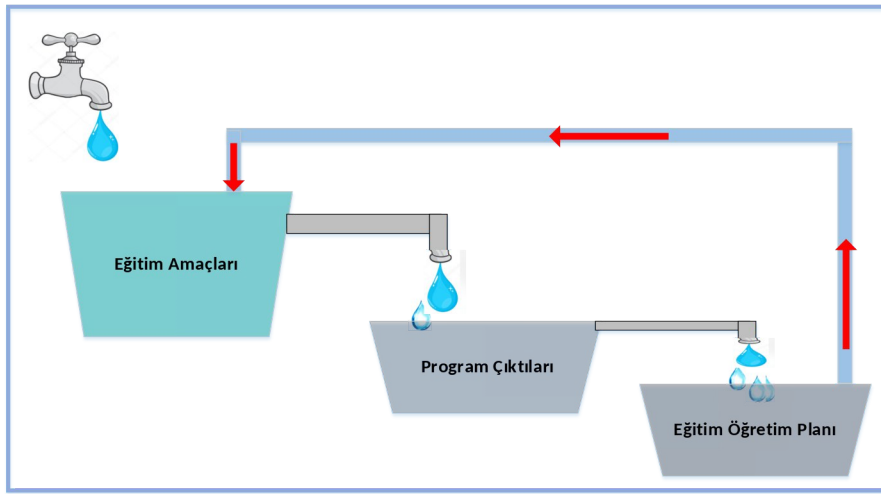 Eğitim Amaçları
Program Çıktıları
Eğitim Öğretim Planı